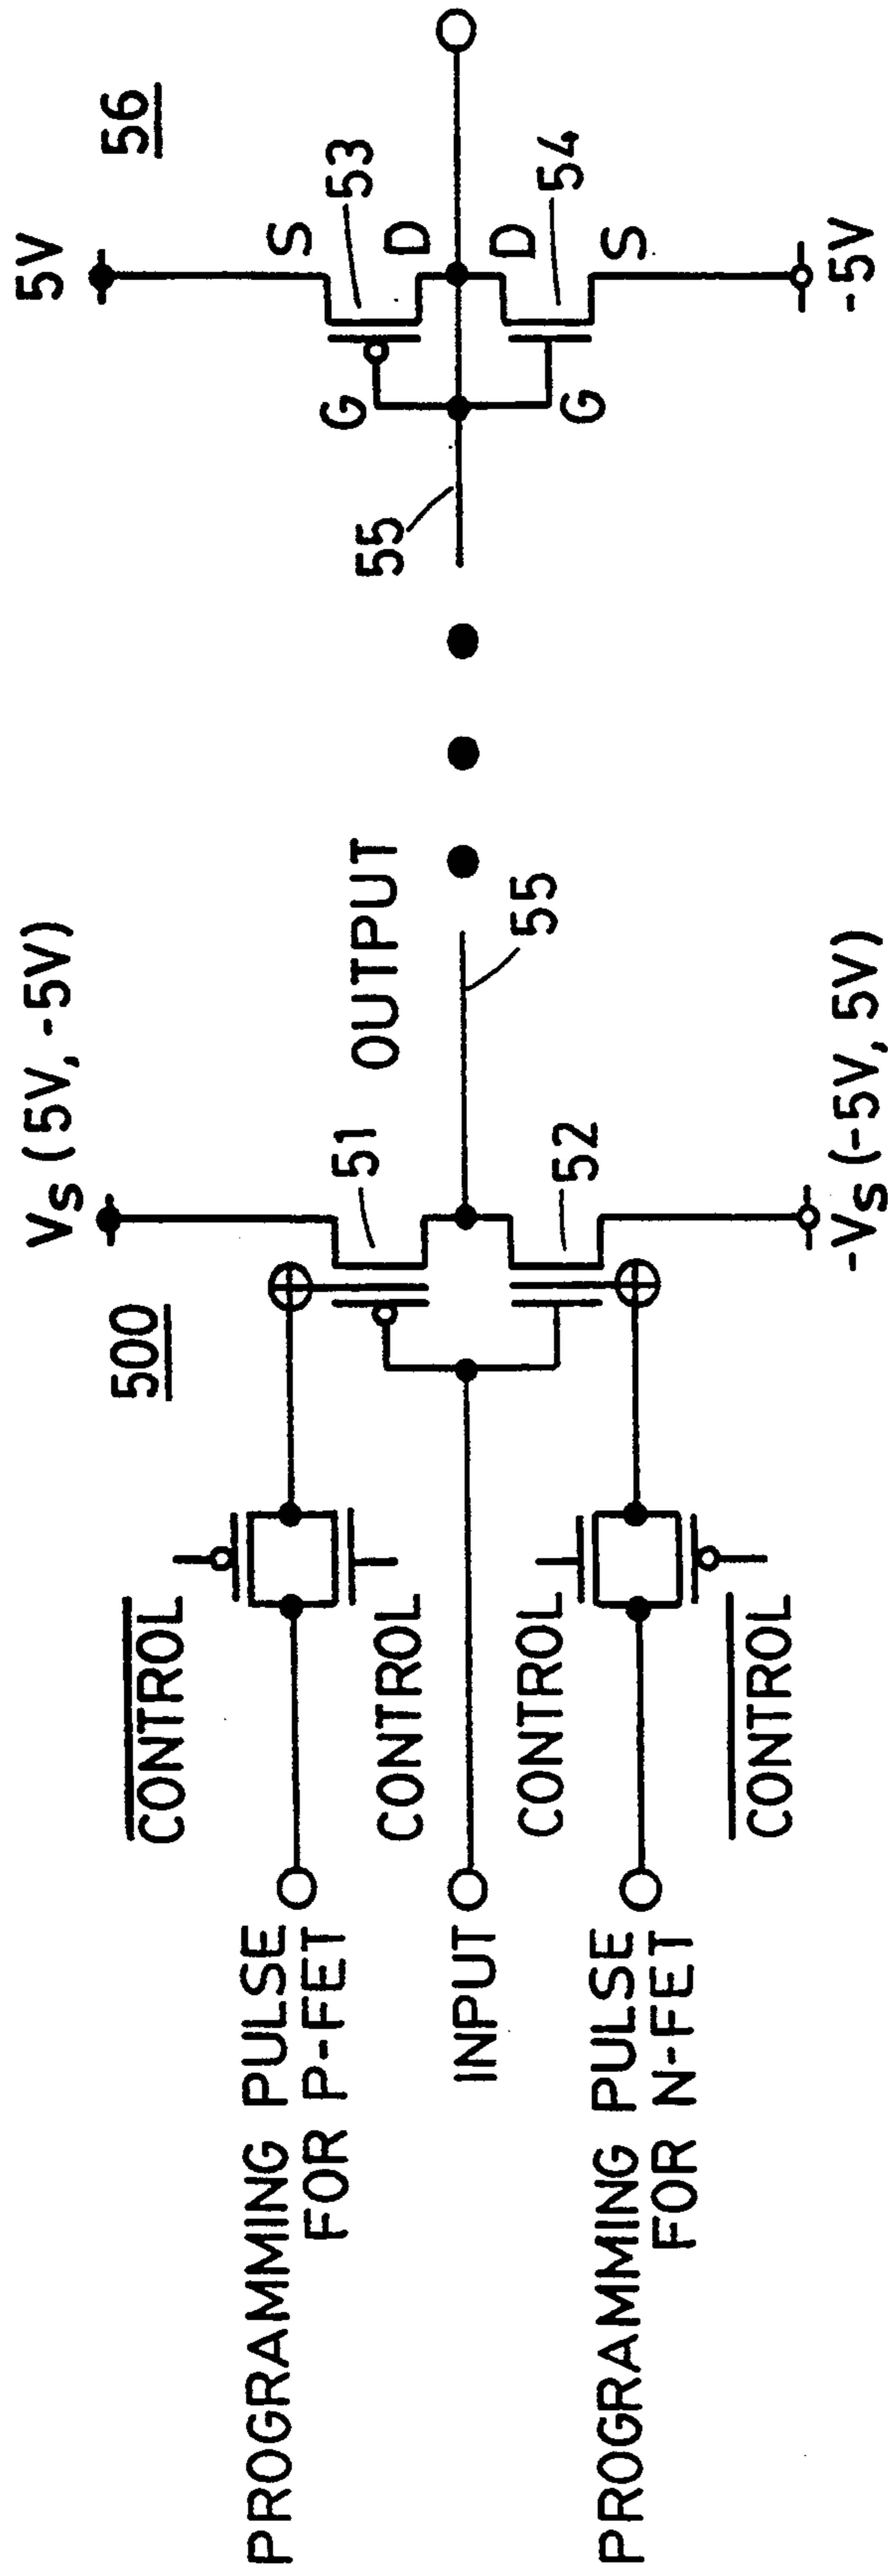 56
5V
S
53
D
G
D
54
G
S
-5V
55
500
Vs (5V, -5V)
51
OUTPUT
55
52
-Vs (-5V, 5V)
CONTROL
CONTROL
CONTROL
CONTROL
PROGRAMMING PULSE
FOR P-FET
INPUT
PROGRAMMING PULSE
FOR N-FET